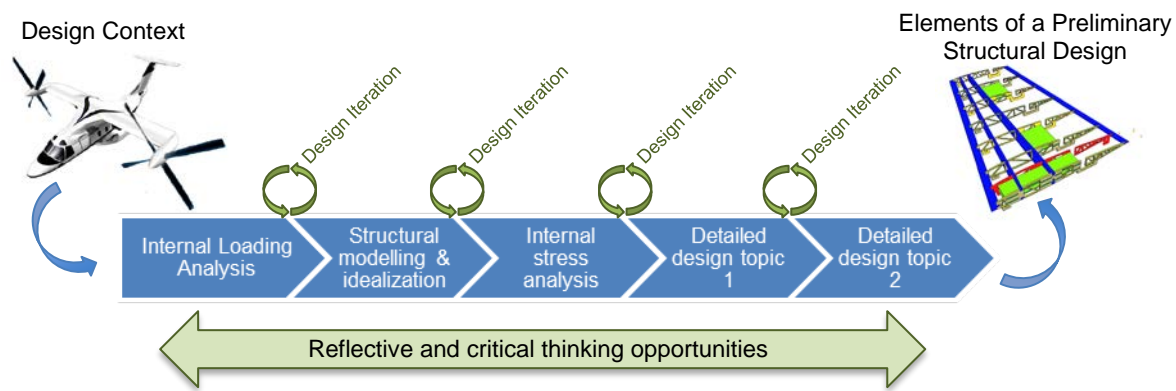 Design Context
Elements of a Preliminary
Structural Design
Design Iteration
Design Iteration
Design Iteration
Design Iteration
Internal Loading
Analysis
Structural
modelling &
idealization
Internal
stress
analysis
Detailed
design topic
1
Detailed
design topic
2
Reflective and critical thinking opportunities